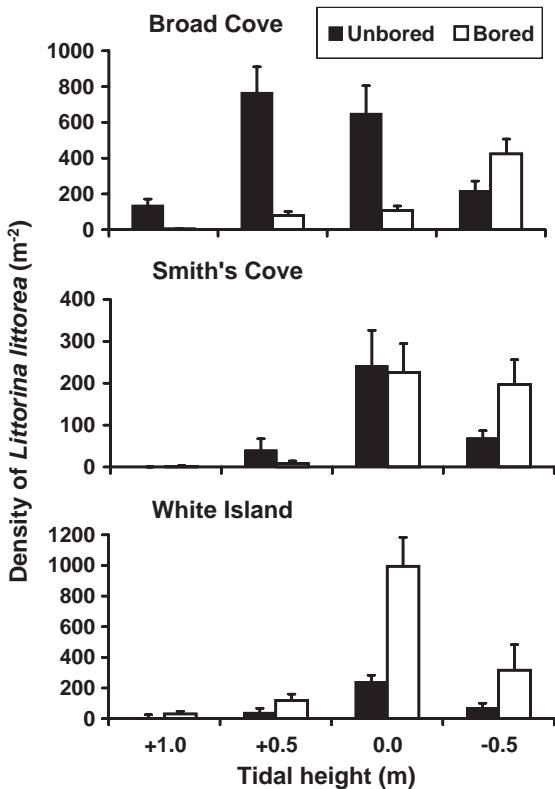 Broad Cove
Unbored Bored
1000
800
600
400
200
0
Smith's Cove
400
300
200
100
0
White Island
1200
1000
800
600
400
200
0
+1.0 +0.5 0.0 -0.5
Tidal height (m)
Density of Littorina littorea (m-2)